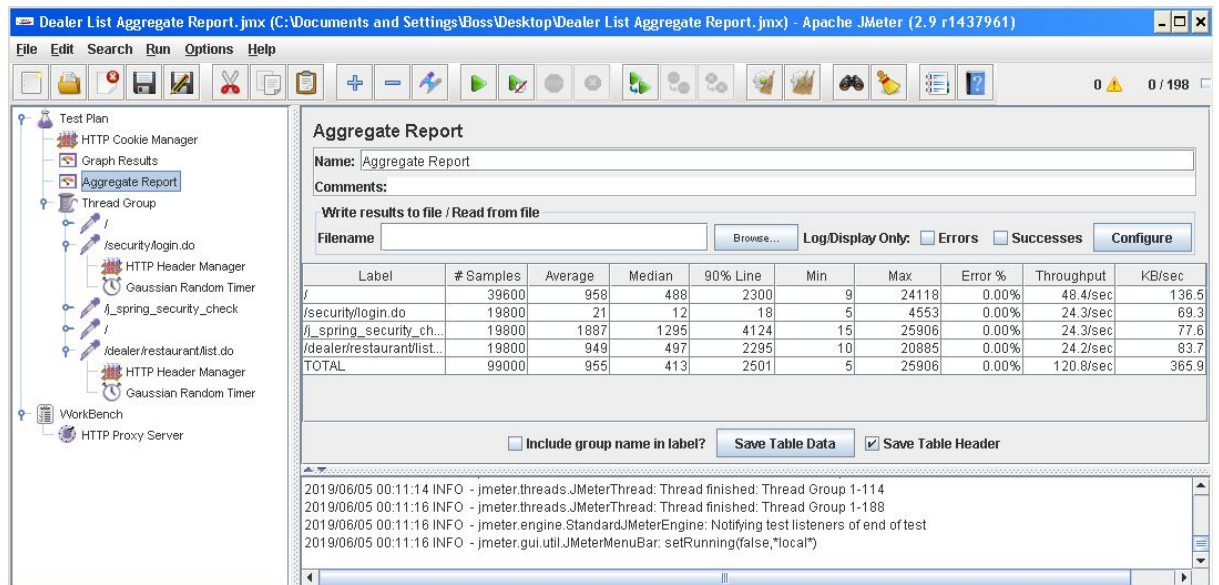 Dealer List Aggregate Report.jmx (C:\Documents and Settings\Boss\Desktop\Dealer List Aggregate Report.jmx) - Apache JMeter (2.9 r1437961)
File Edit Search Run Options Help
0 0 / 198
Test Plan
HTTP Cookie Manager
Graph Results
Aggregate Report
Thread Group
/
/security/login.do
HTTP Header Manager
Gaussian Random Timer
/j_spring_security_check
/
/dealer/restaurant/list.do
HTTP Header Manager
Gaussian Random Timer
WorkBench
HTTP Proxy Server
Aggregate Report
Name: Aggregate Report
Comments:
Write results to file / Read from file
Filename Browse... Log/Display Only: Errors Successes Configure
Label # Samples Average Median 90% Line Min Max Error % Throughput KB/sec
/ 39600 958 488 2300 9 24118 0.00% 48.4/sec 136.5
/security/login.do 19800 21 12 18 5 4553 0.00% 24.3/sec 69.3
/j_spring_security_ch... 19800 1887 1295 4124 15 25906 0.00% 24.3/sec 77.6
/dealer/restaurant/list... 19800 949 497 2295 10 20885 0.00% 24.2/sec 83.7
TOTAL 99000 955 413 2501 5 25906 0.00% 120.8/sec 365.9
Include group name in label? Save Table Data Save Table Header
2019/06/05 00:11:14 INFO - jmeter.threads.JMeterThread: Thread finished: Thread Group 1-114
2019/06/05 00:11:16 INFO - jmeter.threads.JMeterThread: Thread finished: Thread Group 1-188
2019/06/05 00:11:16 INFO - jmeter.engine.StandardJMeterEngine: Notifying test listeners of end of test
2019/06/05 00:11:16 INFO - jmeter.gui.util.JMeterMenuBar: setRunning(false,*local*)